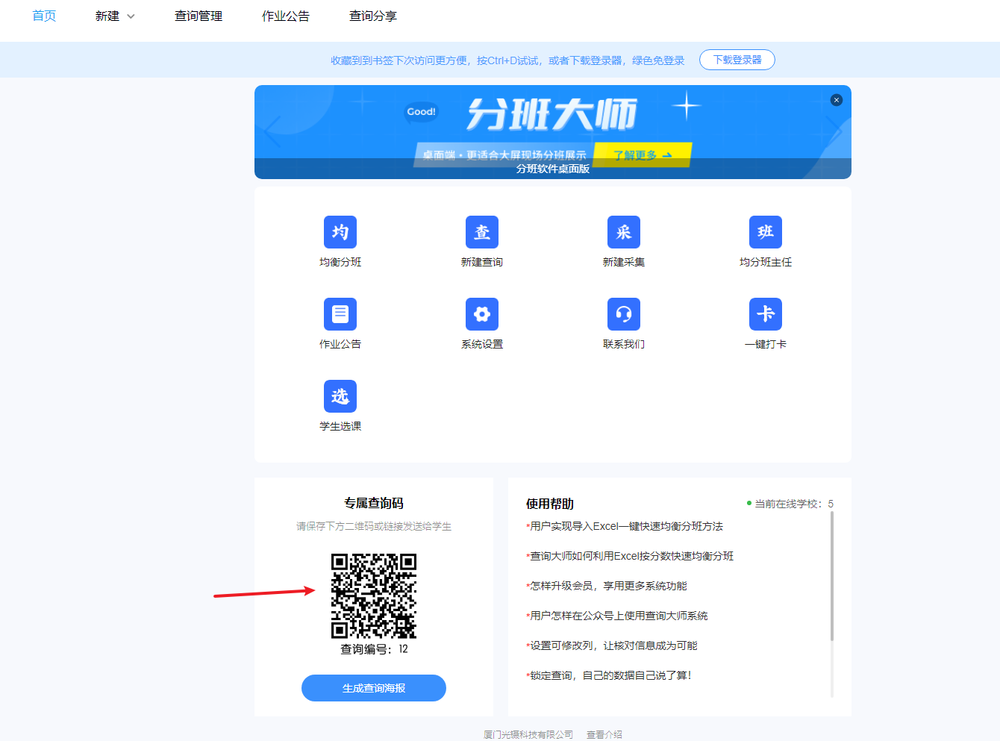 首页 新建 查询管理 作业公告 查询分享
收藏到到书签下次访问更方便，按Ctrl+D试试，或者下载登录器，绿色免登录 下载登录器
Good! 分班大师
桌面端·更适合大屏现场分班展示 了解更多
分班软件桌面版
均 查 采 班
均衡分班 新建查询 新建采集 均分班主任
卡
作业公告 系统设置 联系我们 一键打卡
选
学生选课
专属查询码
请保存下方二维码或链接发送给学生
查询编号：12
生成查询海报
使用帮助 当前在线学校：5
*用户实现导入Excel一键快速均衡分班方法
*查询大师如何利用Excel按分数快速均衡分班
*怎样升级会员，享用更多系统功能
*用户怎样在公众号上使用查询大师系统
*设置可修改列，让核对信息成为可能
*锁定查询，自己的数据自己说了算！
厦门光镊科技有限公司 查看介绍